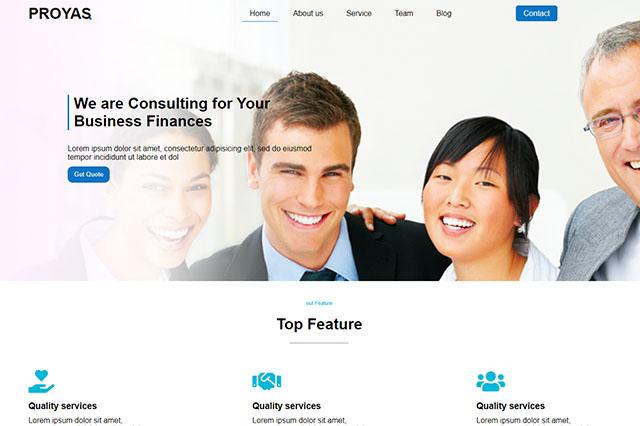 PROYAS.
Home About us Service Team Blog Contact
We are Consulting for Your
Business Finances
Lorem ipsum dolor sit amet, consectetur adipisicing elit, sed do eiusmod
tempor incididunt ut labore et dol
Get Quote
out Feature
Top Feature
Quality services Quality services Quality services
Lorem ipsum dolor sit amet, Lorem ipsum dolor sit amet, Lorem ipsum dolor sit amet,